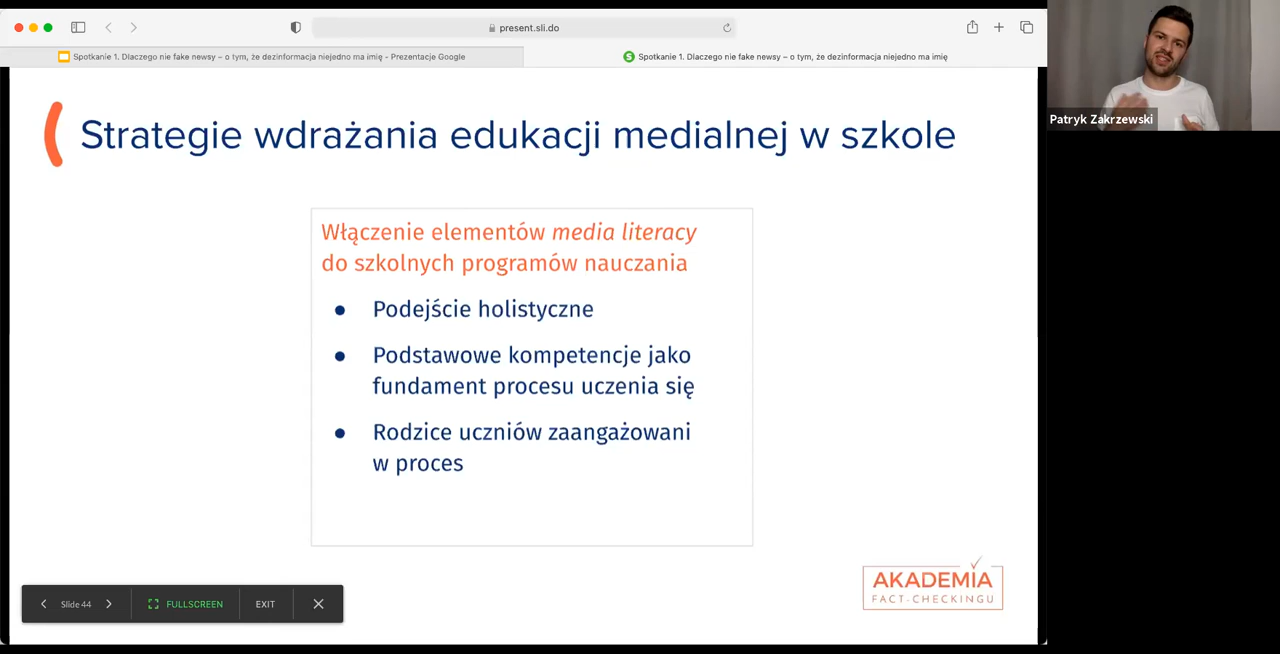 present.sli.do
Spotkanie 1. Dlaczego nie fake newsy – o tym, że dezinformacja niejedno ma imię - Prezentacje Google
S Spotkanie 1. Dlaczego nie fake newsy – o tym, że dezinformacja niejedno ma imię
Patryk Zakrzewski
Strategie wdrażania edukacji medialnej w szkole
Włączenie elementów media literacy
do szkolnych programów nauczania
● Podejście holistyczne
● Podstawowe kompetencje jako
fundament procesu uczenia się
● Rodzice uczniów zaangażowani
w proces
Slide 44
FULLSCREEN
EXIT
AKADEMIA
FACT-CHECKINGU